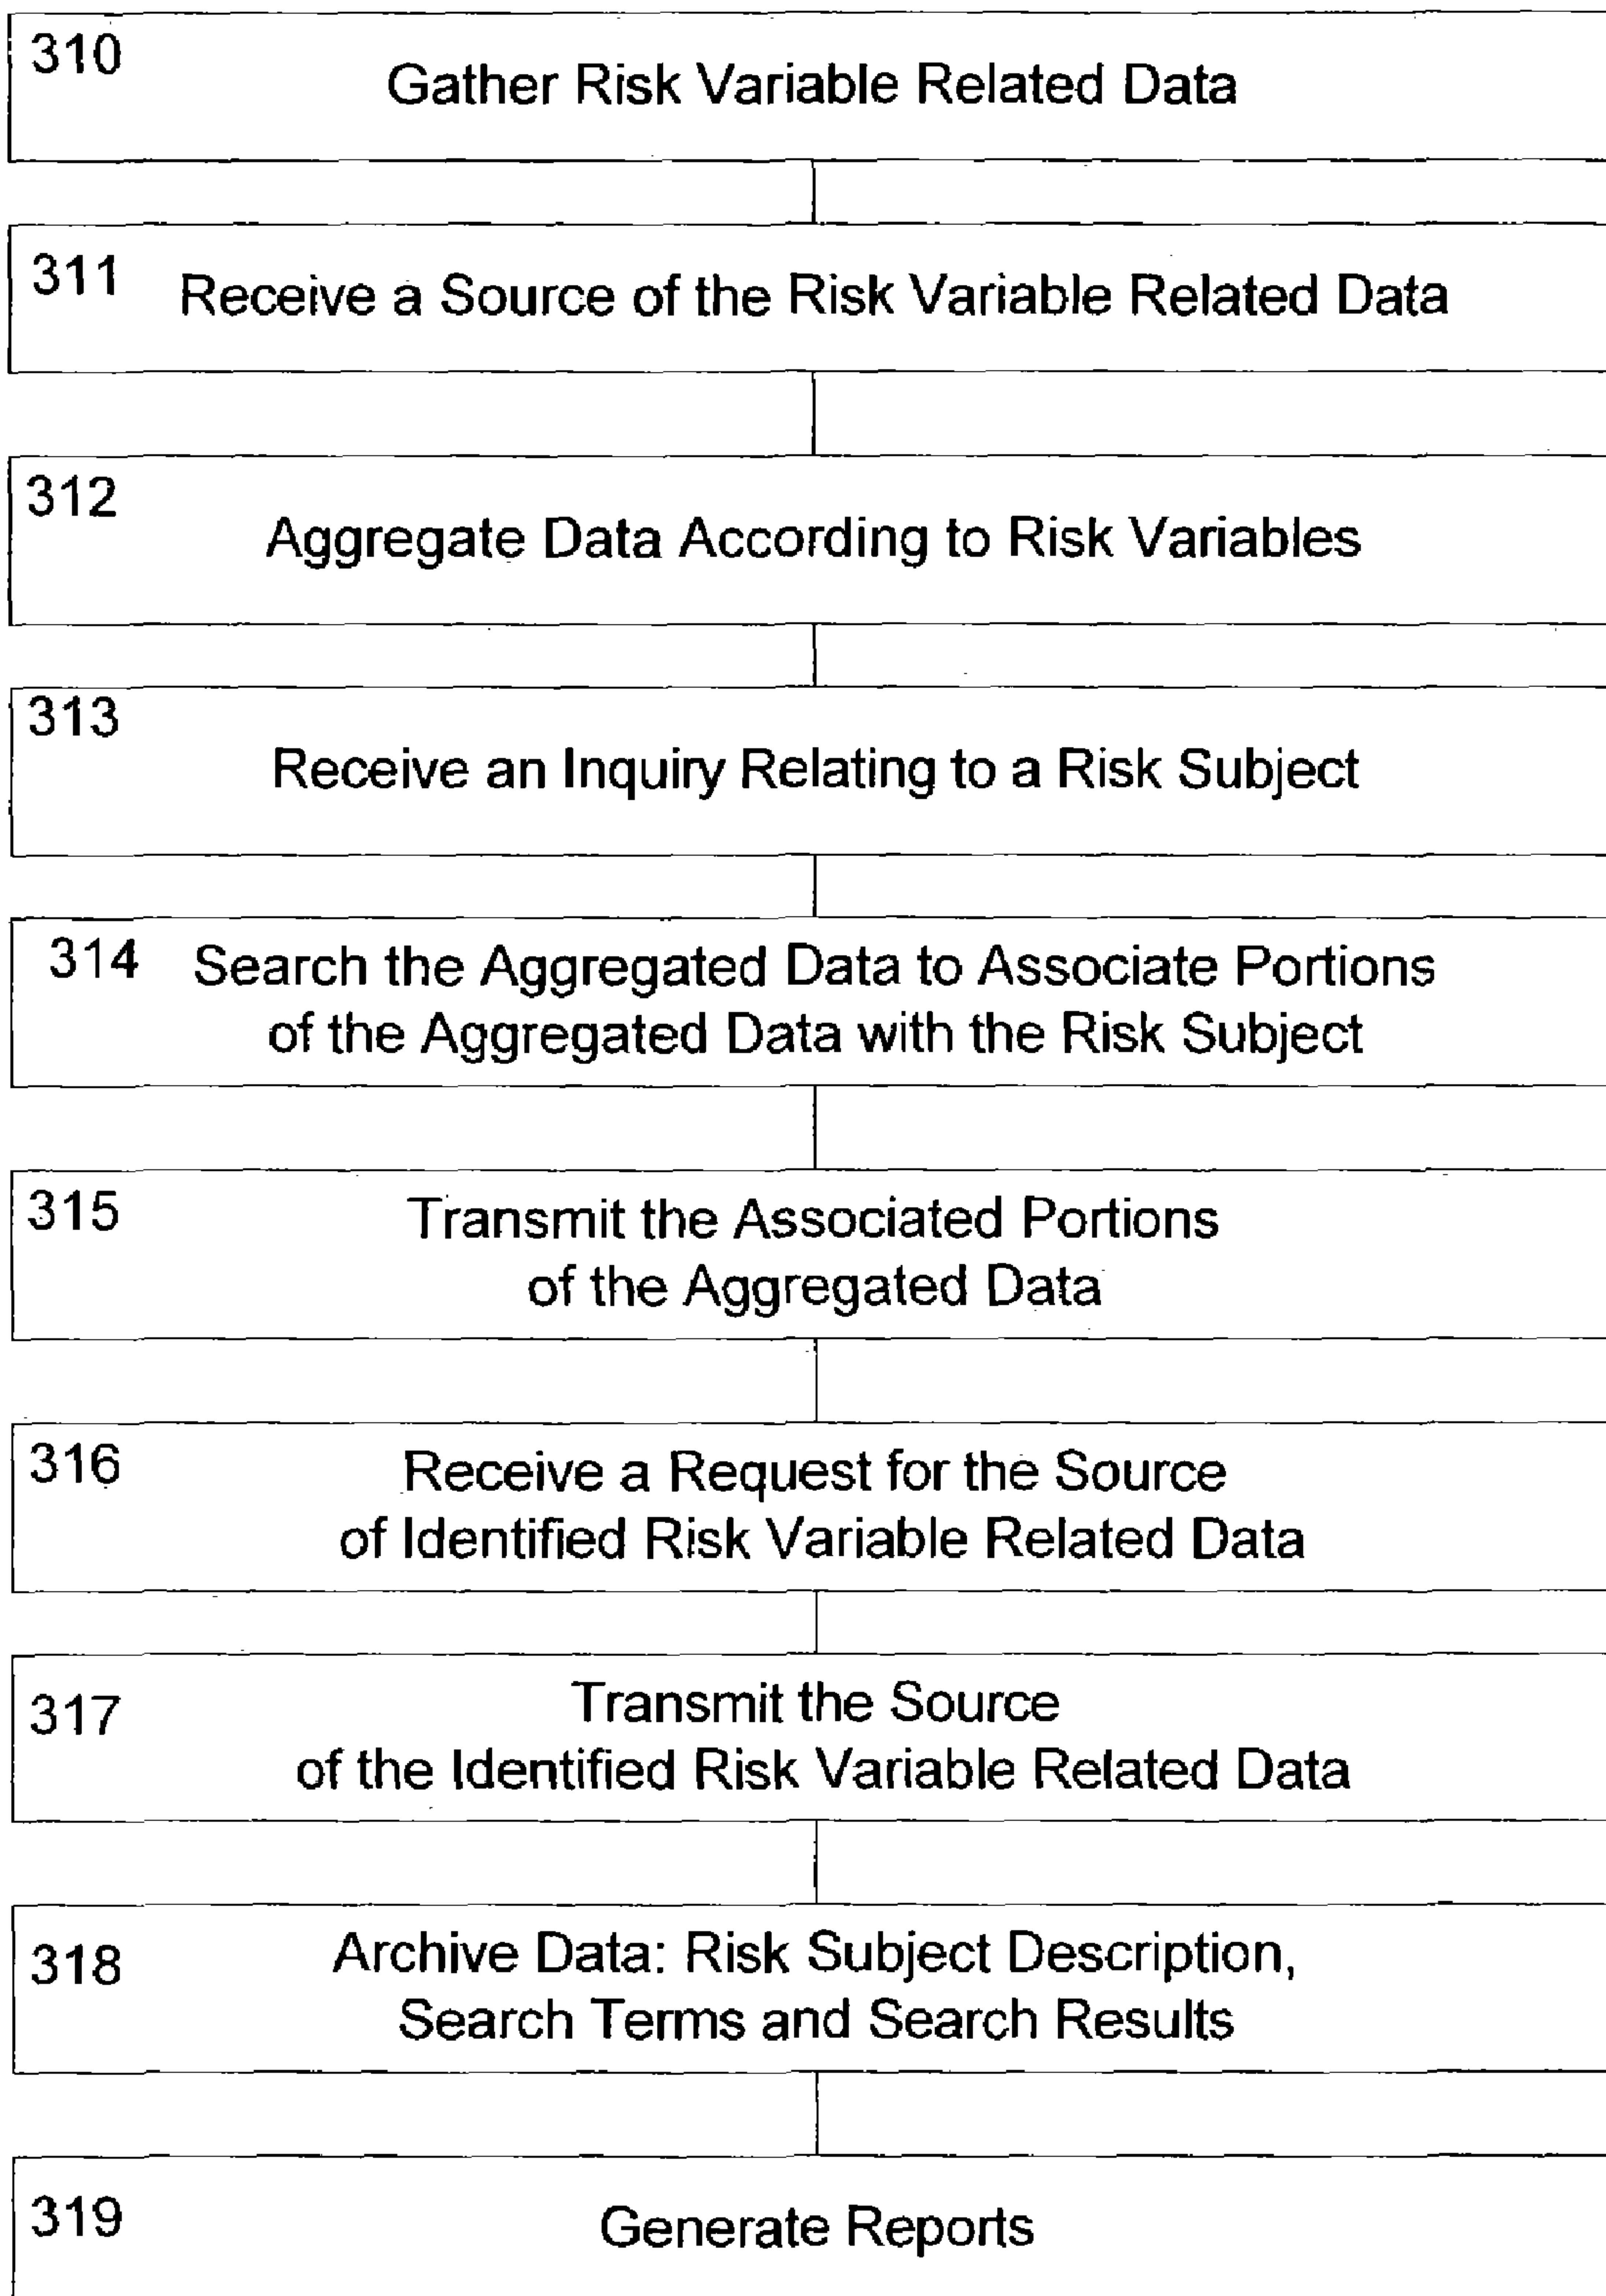 310
Gather Risk Variable Related Data
311 Receive a Source of the Risk Variable Related Data
312
Aggregate Data According to Risk Variables
313
Receive an Inquiry Relating to a Risk Subject
314 Search the Aggregated Data to Associate Portions
of the Aggregated Data with the Risk Subject
315 Transmit the Associated Portions
of the Aggregated Data
316 Receive a Request for the Source
of Identified Risk Variable Related Data
317 Transmit the Source
of the Identified Risk Variable Related Data
318 Archive Data: Risk Subject Description,
Search Terms and Search Results
319 Generate Reports